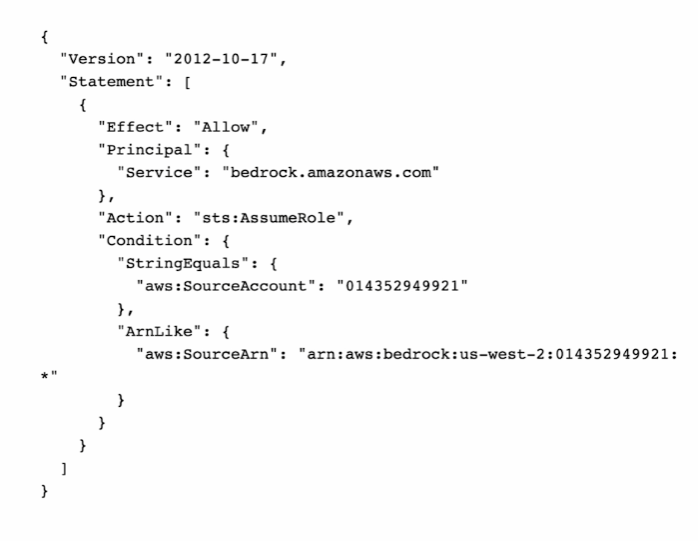 {
  "Version": "2012-10-17",
  "Statement": [
    {
      "Effect": "Allow",
      "Principal": {
        "Service": "bedrock.amazonaws.com"
      },
      "Action": "sts:AssumeRole",
      "Condition": {
        "StringEquals": {
          "aws:SourceAccount": "014352949921"
        },
        "ArnLike": {
          "aws:SourceArn": "arn:aws:bedrock:us-west-2:014352949921:
*"
        }
      }
    }
  ]
}